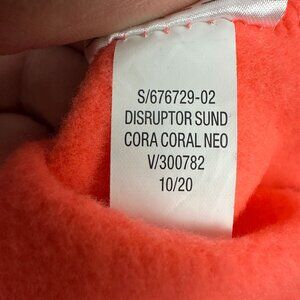 S/676729-02
DISRUPTOR SUND
CORA CORAL NEO
V/300782
10/20